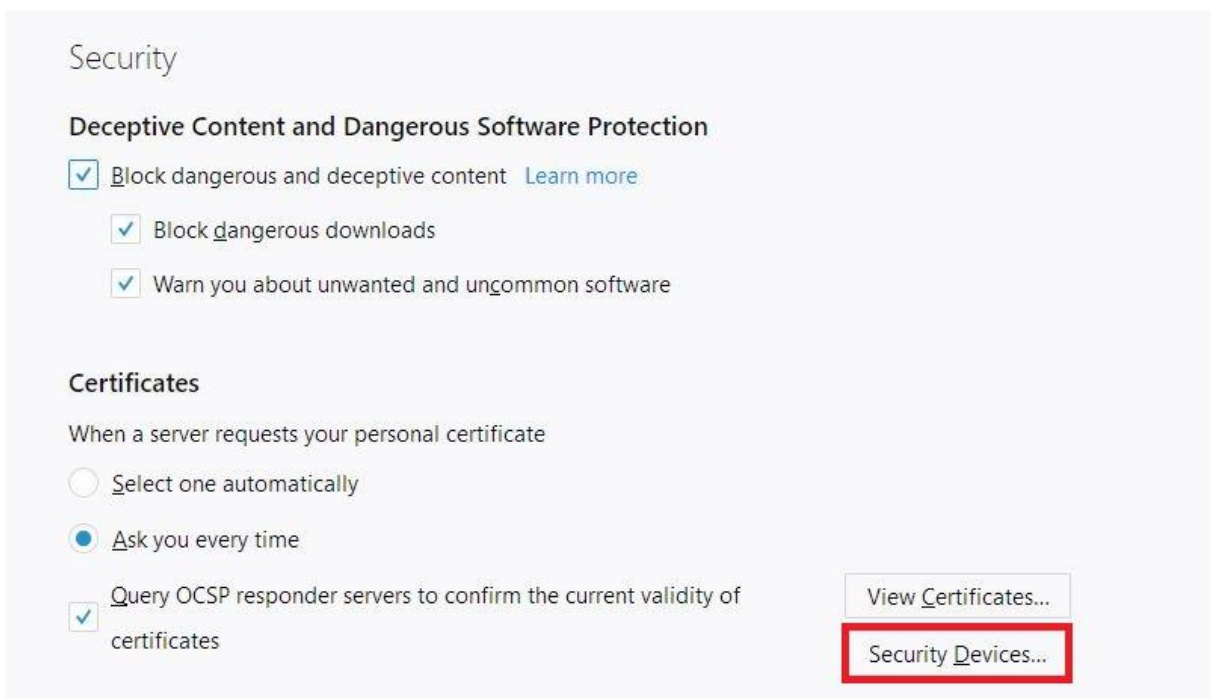 Security
Deceptive Content and Dangerous Software Protection
Block dangerous and deceptive content Learn more
Block dangerous downloads
Warn you about unwanted and uncommon software
Certificates
When a server requests your personal certificate
Select one automatically
Ask you every time
Query OCSP responder servers to confirm the current validity of
certificates
View Certificates...
Security Devices...